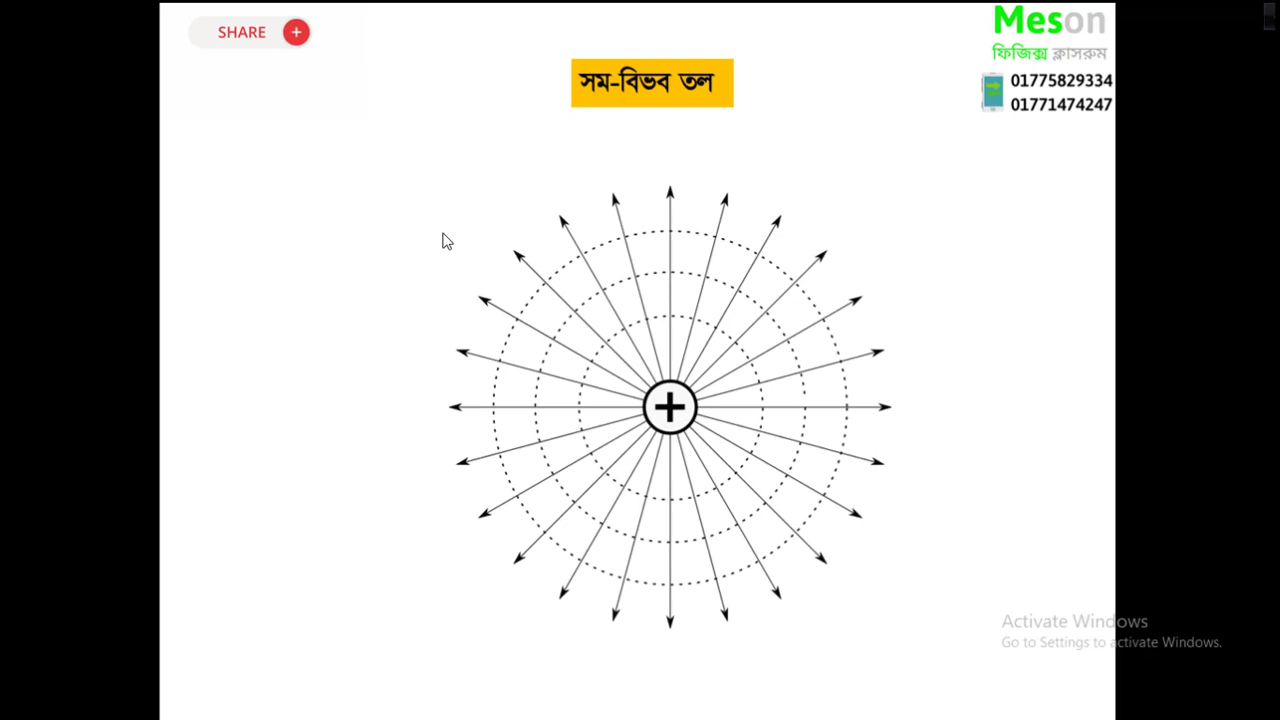 SHARE +
Meson
ফিজিক্স ক্লাসরুম
01775829334
01771474247
সম-বিভব তল
+
Activate Windows
Go to Settings to activate Windows.